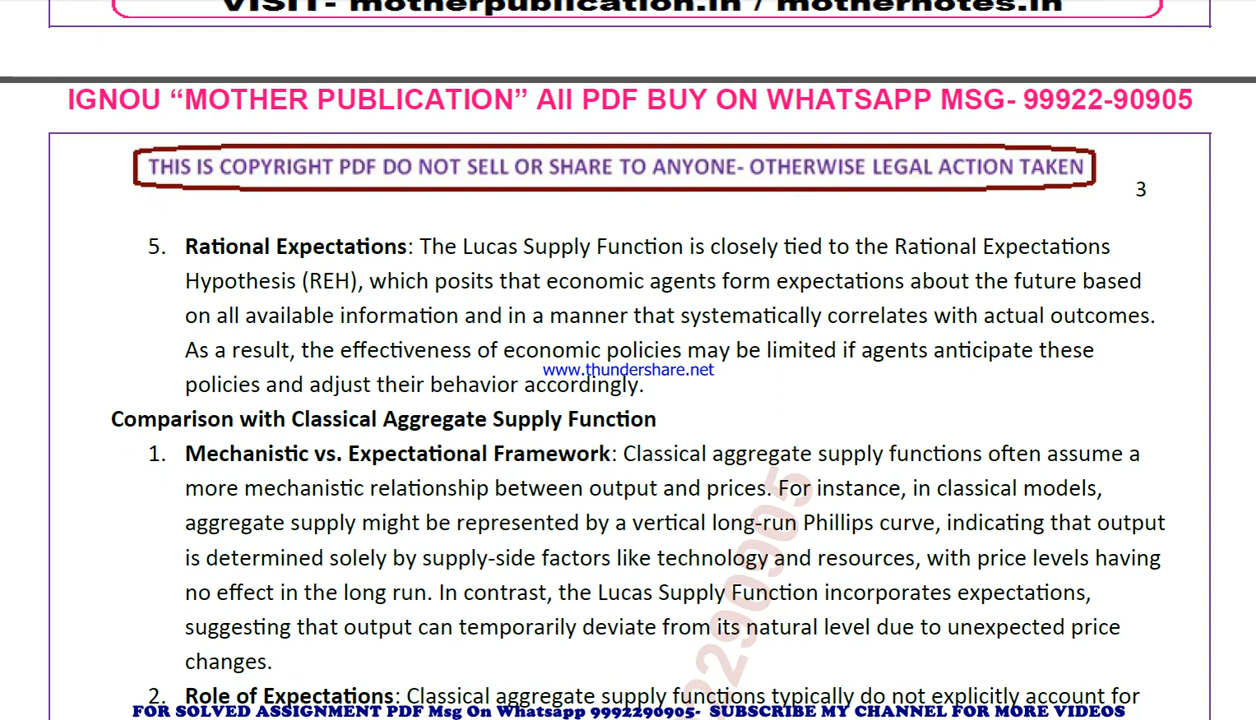 VISIT- motherpublication.in / mothernotes.in
IGNOU “MOTHER PUBLICATION” All PDF BUY ON WHATSAPP MSG- 99922-90905
THIS IS COPYRIGHT PDF DO NOT SELL OR SHARE TO ANYONE- OTHERWISE LEGAL ACTION TAKEN
3
5. Rational Expectations: The Lucas Supply Function is closely tied to the Rational Expectations
Hypothesis (REH), which posits that economic agents form expectations about the future based
on all available information and in a manner that systematically correlates with actual outcomes.
As a result, the effectiveness of economic policies may be limited if agents anticipate these
www.thundershare.net
policies and adjust their behavior accordingly.
Comparison with Classical Aggregate Supply Function
1. Mechanistic vs. Expectational Framework: Classical aggregate supply functions often assume a
more mechanistic relationship between output and prices. For instance, in classical models,
aggregate supply might be represented by a vertical long-run Phillips curve, indicating that output
is determined solely by supply-side factors like technology and resources, with price levels having
no effect in the long run. In contrast, the Lucas Supply Function incorporates expectations,
suggesting that output can temporarily deviate from its natural level due to unexpected price
changes.
2. Role of Expectations: Classical aggregate supply functions typically do not explicitly account for
FOR SOLVED ASSIGNMENT PDF Msg On Whatsapp 9992290905- SUBSCRIBE MY CHANNEL FOR MORE VIDEOS
2290905